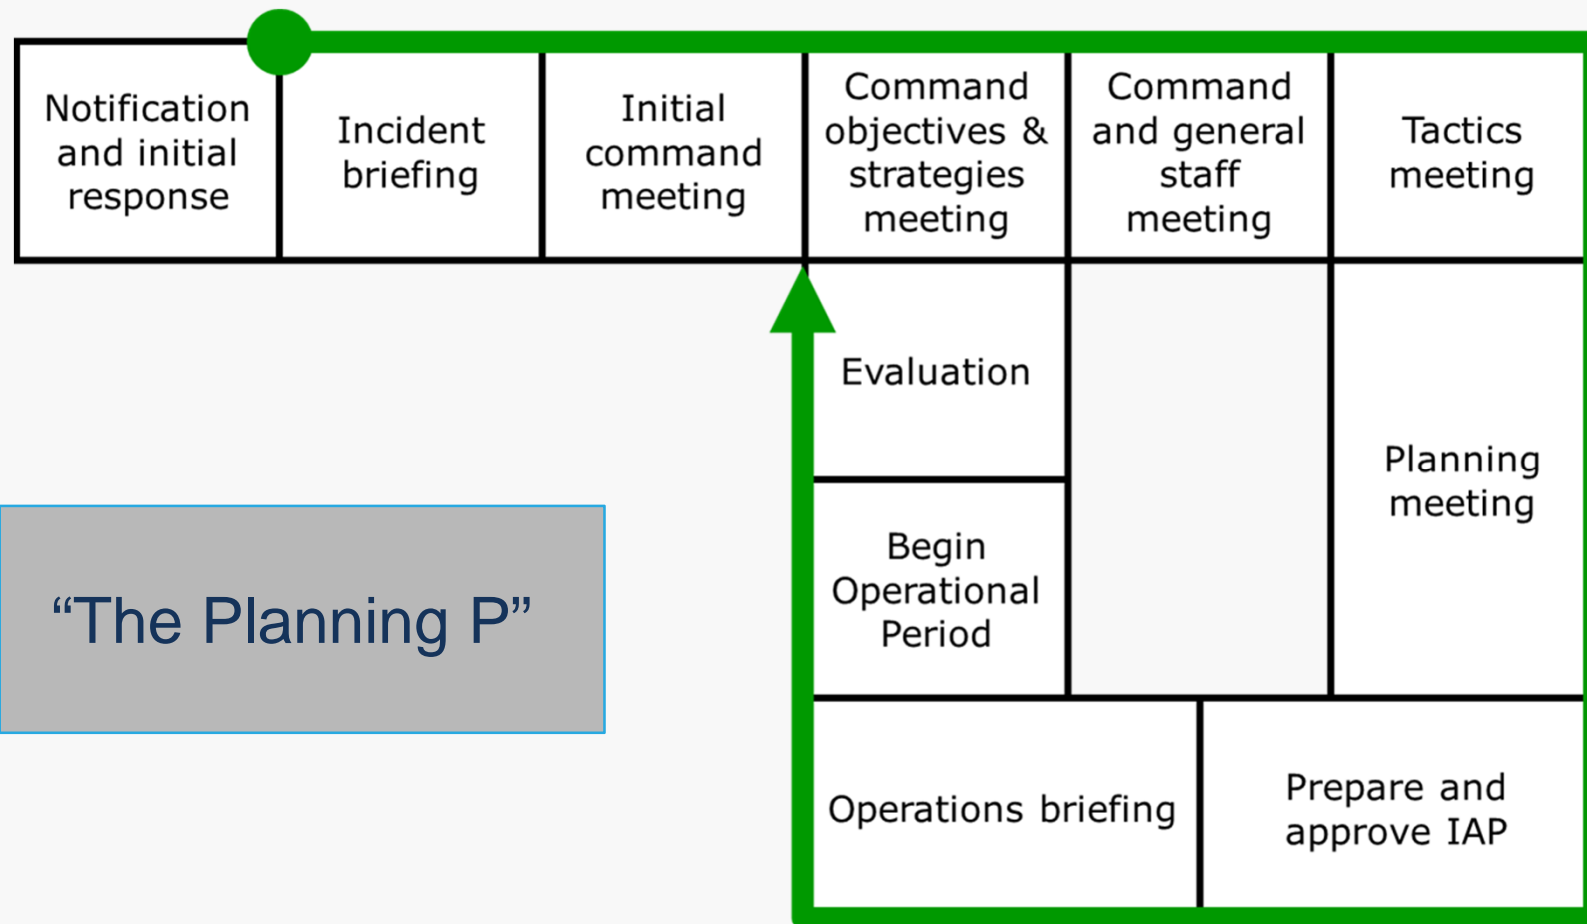 Notification
and initial
response
Incident
briefing
Initial
command
meeting
Command
objectives &
strategies
meeting
Command
and general
staff
meeting
Tactics
meeting
Evaluation
Planning
meeting
Begin
Operational
Period
“The Planning P”
Operations briefing
Prepare and
approve IAP